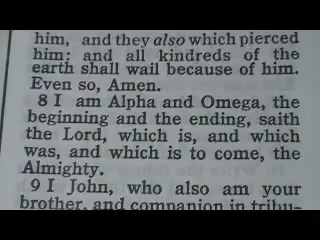 him, and they also which pierced
him: and all kindreds of the
earth shall wail because of him.
Even so, Amen.
8 I am Alpha and Omega, the
beginning and the ending, saith
the Lord, which is, and which
was, and which is to come, the
Almighty.
9 I John, who also am your
brother, and companion in tribu-